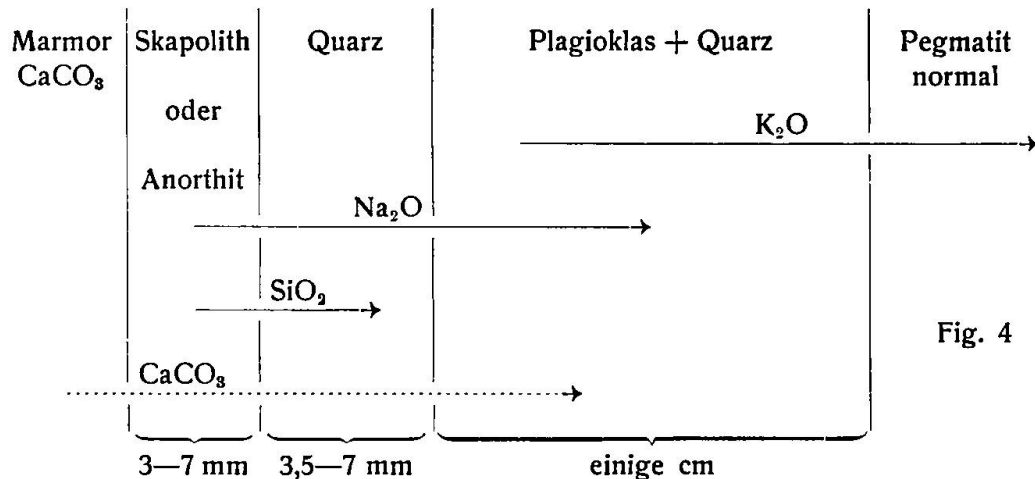 Marmor Skapolith Quarz Plagioklas + Quarz Pegmatit
CaCO₃ normal
oder
K₂O
Anorthit
Na₂O
SiO₂
Fig. 4
CaCO₃
3—7 mm 3,5—7 mm einige cm